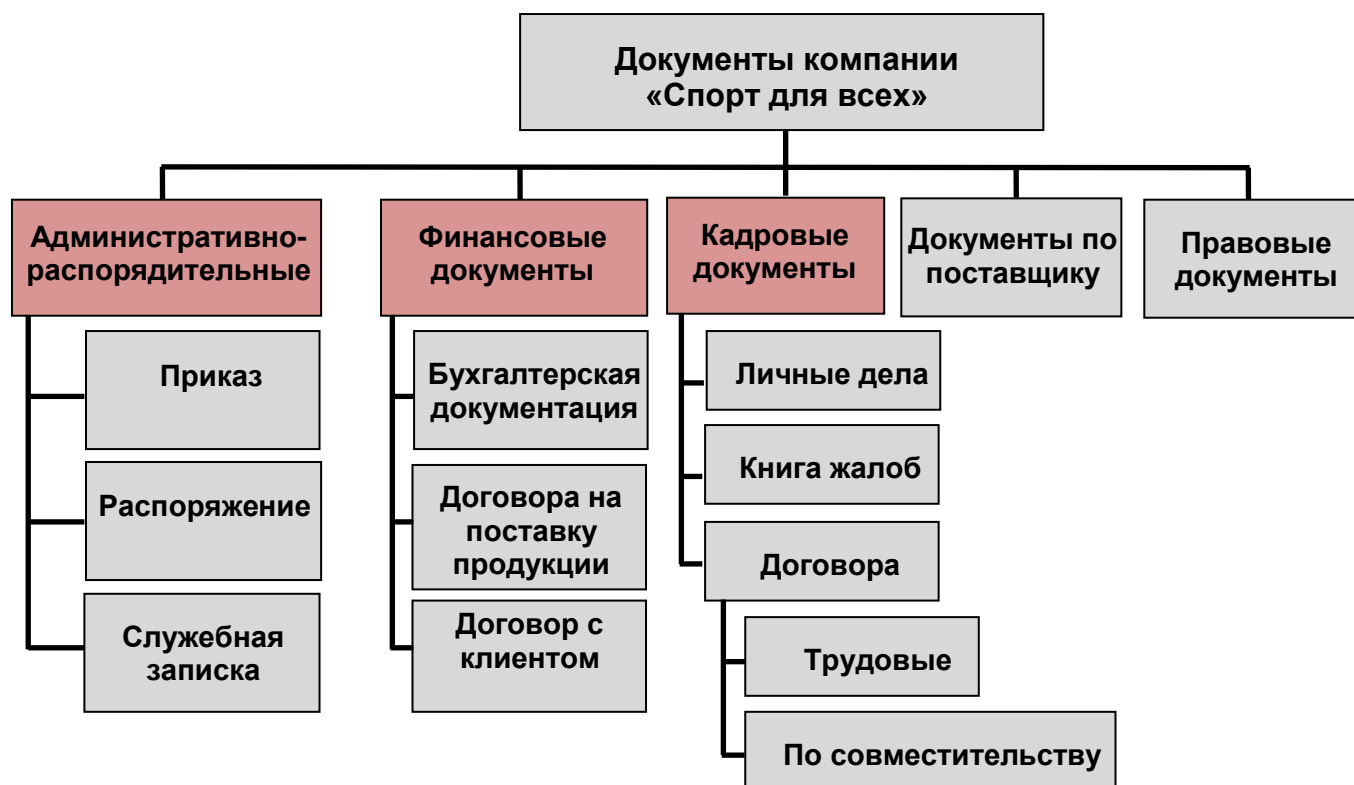 Документы компании
«Спорт для всех»
Административно-
распорядительные
Финансовые
документы
Кадровые
документы
Документы по
поставщику
Правовые
документы
Приказ
Распоряжение
Служебная
записка
Бухгалтерская
документация
Договора на
поставку
продукции
Договор с
клиентом
Личные дела
Книга жалоб
Договора
Трудовые
По совместительству